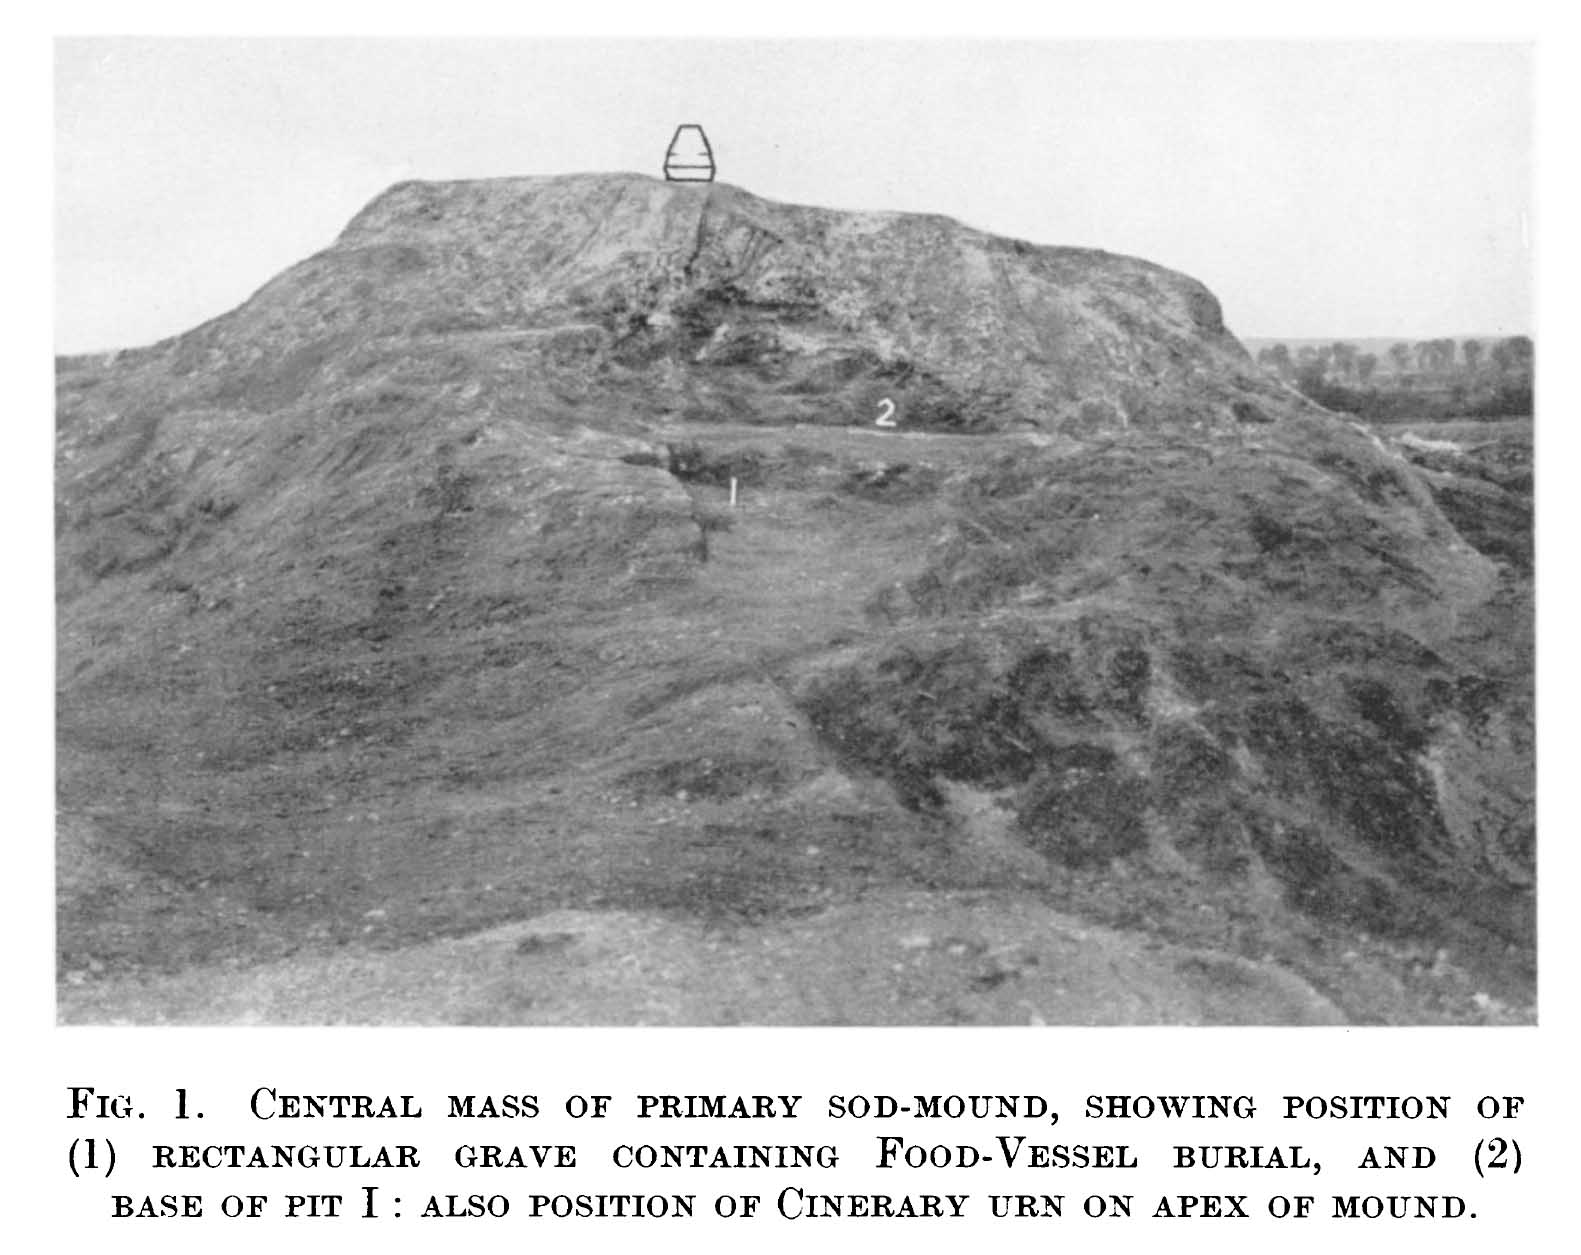 2
1
FIG. 1. CENTRAL MASS OF PRIMARY SOD-MOUND, SHOWING POSITION OF
(1) RECTANGULAR GRAVE CONTAINING FOOD-VESSEL BURIAL, AND (2)
BASE OF PIT I : ALSO POSITION OF CINERARY URN ON APEX OF MOUND.